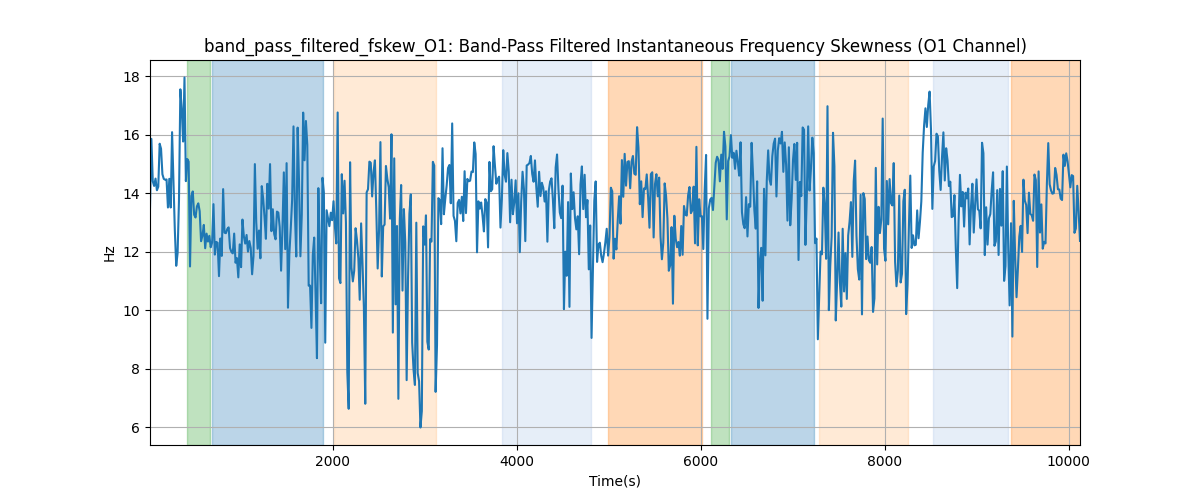 band_pass_filtered_fskew_O1: Band-Pass Filtered Instantaneous Frequency Skewness (O1 Channel)
18
16
14
12
10
8
6
Hz
2000 4000 6000 8000 10000
Time(s)